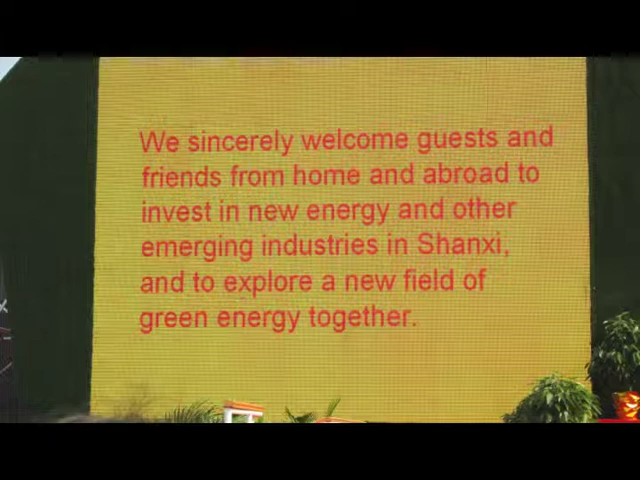 We sincerely welcome guests and
friends from home and abroad to
invest in new energy and other
emerging industries in Shanxi,
and to explore a new field of
green energy together.